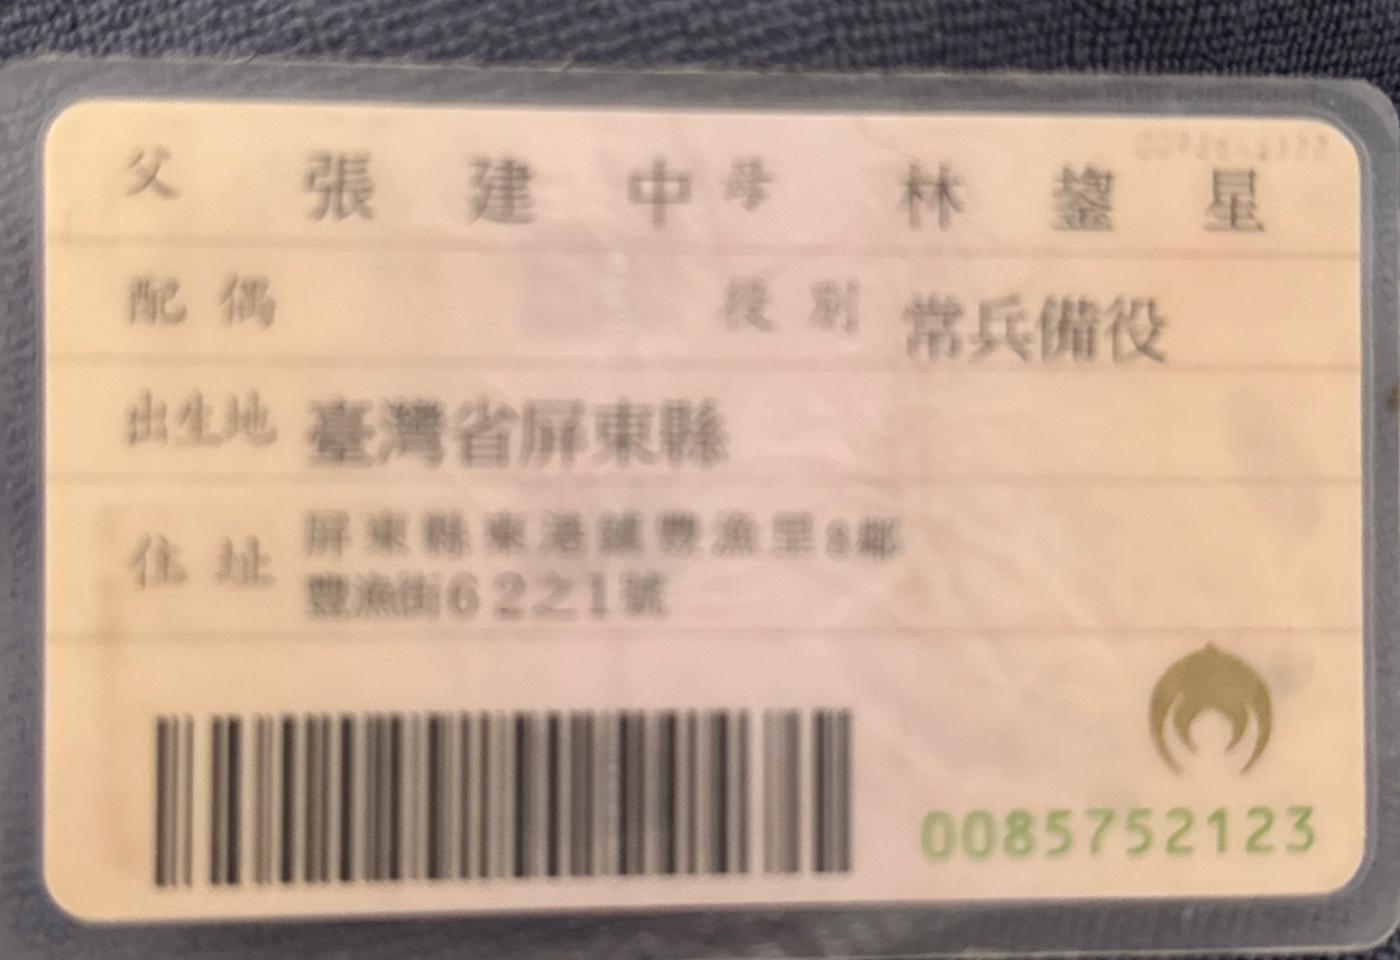 父 張建中 母 林 星
配偶 役別 常兵備役
出生地 臺灣省屏東縣
住址 屏東縣東港鎮豐漁里8鄰
豐漁街62之1號
0085752123